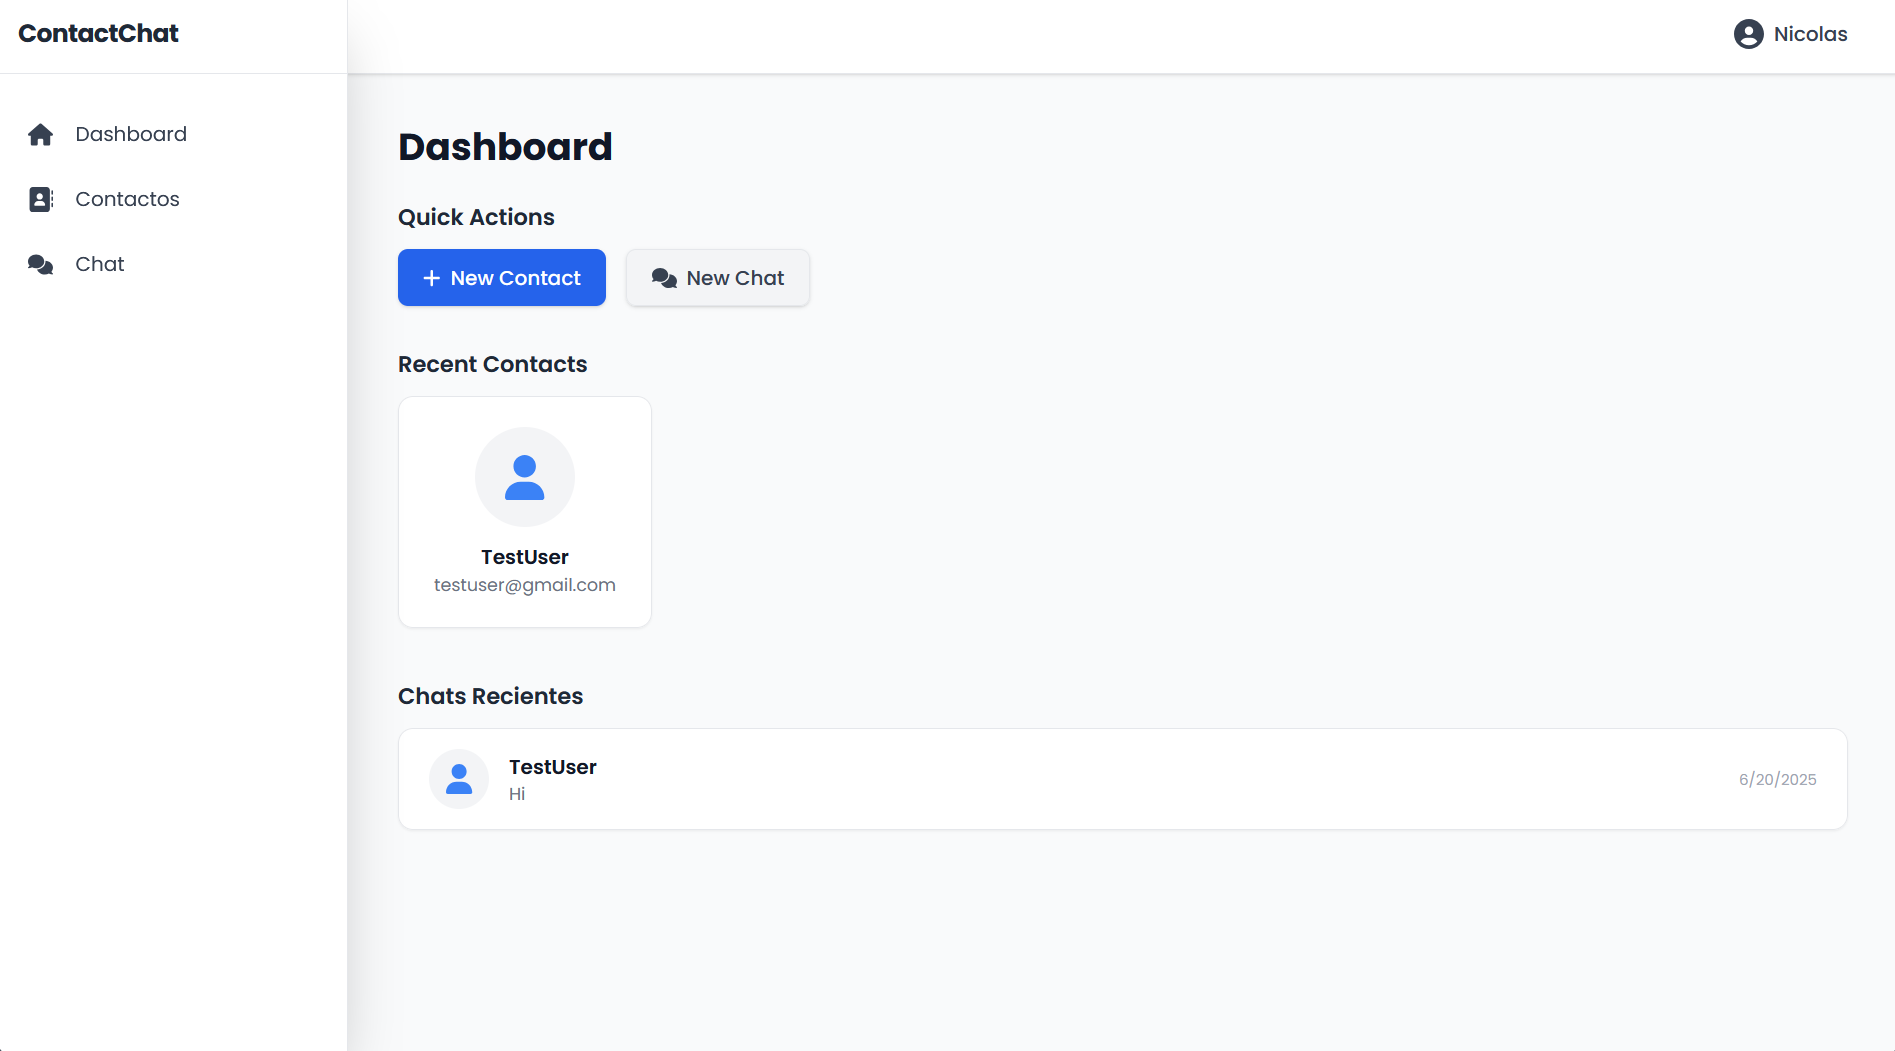 ContactChat
Nicolas
Dashboard
Contactos
Chat
Dashboard
Quick Actions
New Contact
New Chat
Recent Contacts
TestUser
testuser@gmail.com
Chats Recientes
TestUser
Hi
6/20/2025